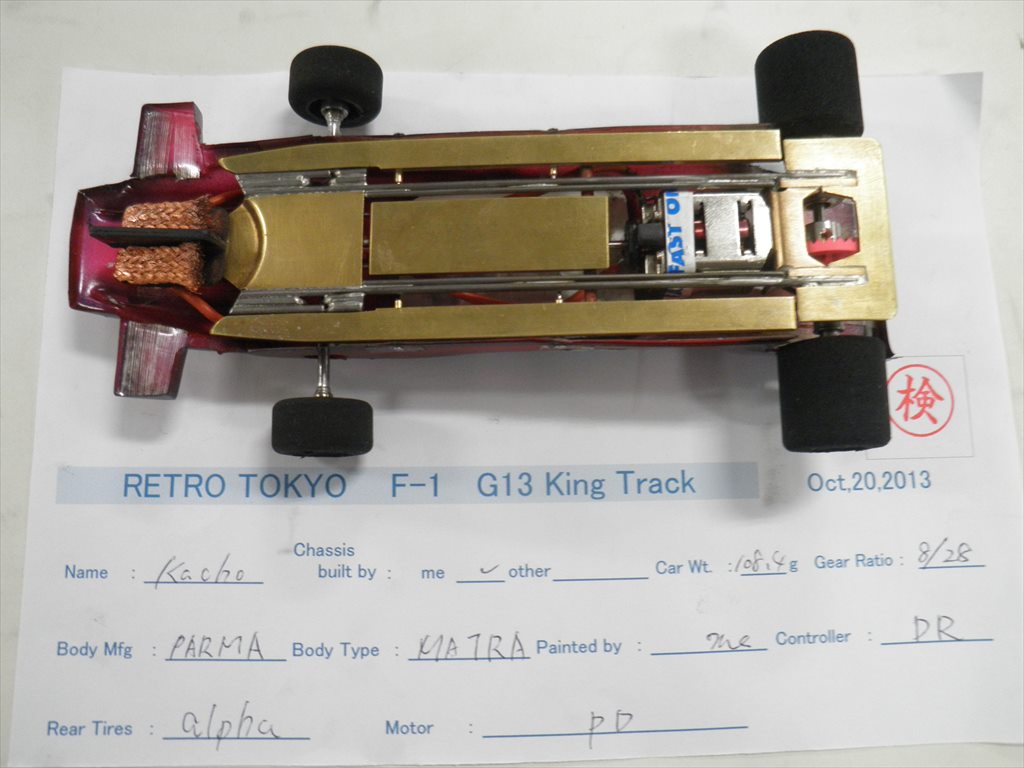 FAST O
検
RETRO TOKYO F-1 G13 King Track Oct,20,2013
Name : Kacho Chassis built by : me ✓ other Car Wt. : 108.4 g Gear Ratio : 8/28
Body Mfg : PARMA Body Type : MATRA Painted by : me Controller : DR
Rear Tires : alpha Motor : PD